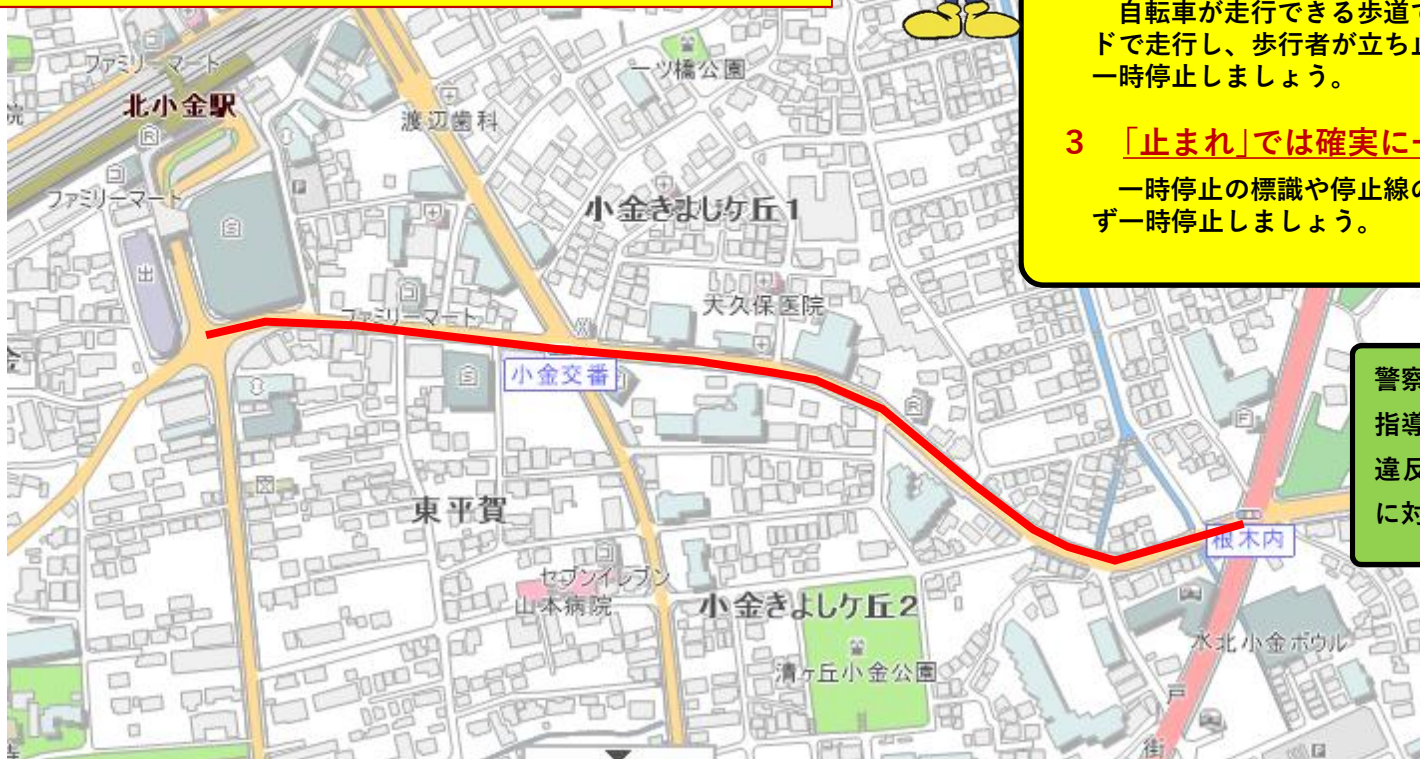 自転車が走行できる歩道で
ドで走行し、歩行者が立ち止
一時停止しましょう。
3 「止まれ」では確実に一
一時停止の標識や停止線の
ず一時停止しましょう。
警察
指導
違反
に対
ファミリーマート
一ツ橋公園
北小金駅
渡辺歯科
ファミリーマート
小金きよしケ丘1
大久保医院
ファミリーマート
小金交番
東平賀
セブンイレブン
山本病院
小金きよしケ丘2
根木内
清ヶ丘小金公園
水
北小金ボウル
戸
街